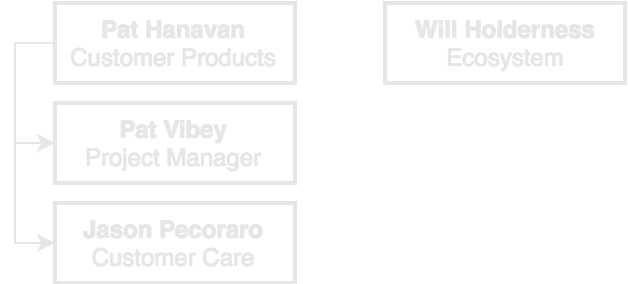 Pat Hanavan
Customer Products
Will Holderness
Ecosystem
Pat Vibey
Project Manager
Jason Pecoraro
Customer Care